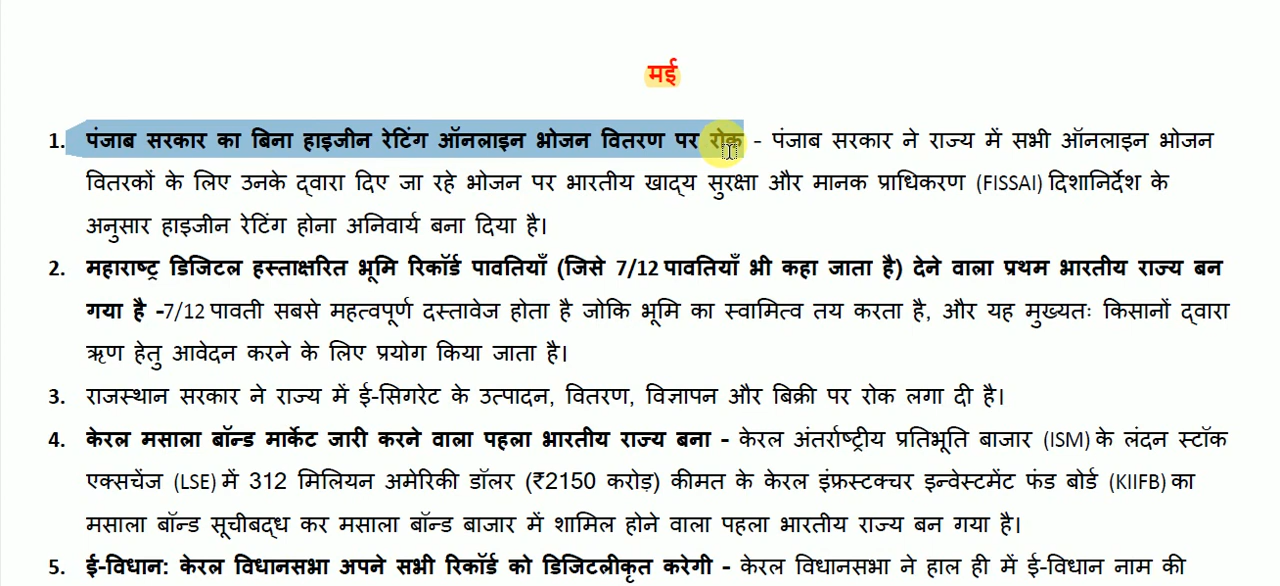 मई
1. पंजाब सरकार का बिना हाइजीन रेटिंग ऑनलाइन भोजन वितरण पर रोक - पंजाब सरकार ने राज्य में सभी ऑनलाइन भोजन
वितरकों के लिए उनके द्वारा दिए जा रहे भोजन पर भारतीय खाद्य सुरक्षा और मानक प्राधिकरण (FISSAI) दिशानिर्देश के
अनुसार हाइजीन रेटिंग होना अनिवार्य बना दिया है।
2. महाराष्ट्र डिजिटल हस्ताक्षरित भूमि रिकॉर्ड पावतियाँ (जिसे 7/12 पावतियाँ भी कहा जाता है) देने वाला प्रथम भारतीय राज्य बन
गया है -7/12 पावती सबसे महत्वपूर्ण दस्तावेज होता है जोकि भूमि का स्वामित्व तय करता है, और यह मुख्यतः किसानों द्वारा
ऋण हेतु आवेदन करने के लिए प्रयोग किया जाता है।
3. राजस्थान सरकार ने राज्य में ई-सिगरेट के उत्पादन, वितरण, विज्ञापन और बिक्री पर रोक लगा दी है।
4. केरल मसाला बॉन्ड मार्केट जारी करने वाला पहला भारतीय राज्य बना - केरल अंतर्राष्ट्रीय प्रतिभूति बाजार (ISM) के लंदन स्टॉक
एक्सचेंज (LSE) में 312 मिलियन अमेरिकी डॉलर (₹2150 करोड़) कीमत के केरल इंफ्रस्टक्चर इन्वेस्टमेंट फंड बोर्ड (KIIFB) का
मसाला बॉन्ड सूचीबद्ध कर मसाला बॉन्ड बाजार में शामिल होने वाला पहला भारतीय राज्य बन गया है।
5. ई-विधान: केरल विधानसभा अपने सभी रिकॉर्ड को डिजिटलीकृत करेगी - केरल विधानसभा ने हाल ही में ई-विधान नाम की